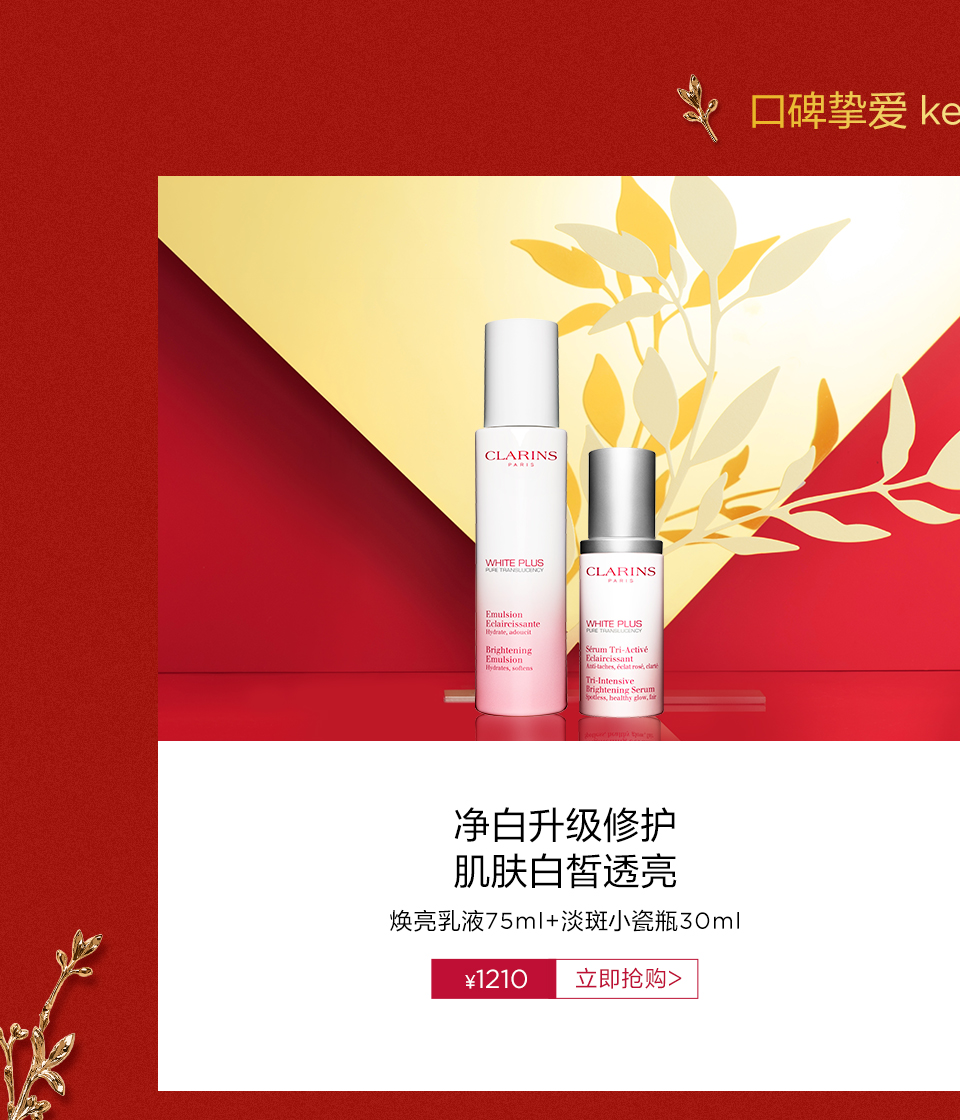 口碑挚爱 ke
CLARINS
PARIS
WHITE PLUS
PURE TRANSLUCENCY
Emulsion
Eclaircissante
Hydrate, adoucit
Brightening
Emulsion
Hydrates, softens
CLARINS
PARIS
WHITE PLUS
PURE TRANSLUCENCY
Sérum Tri-Activé
Eclaircissant
Anti-taches, éclat rosé, clarté
Tri-Intensive
Brightening Serum
Spotless, healthy glow, fair
净白升级修护
肌肤白皙透亮
焕亮乳液75ml+淡斑小瓷瓶30ml
¥1210 立即抢购>